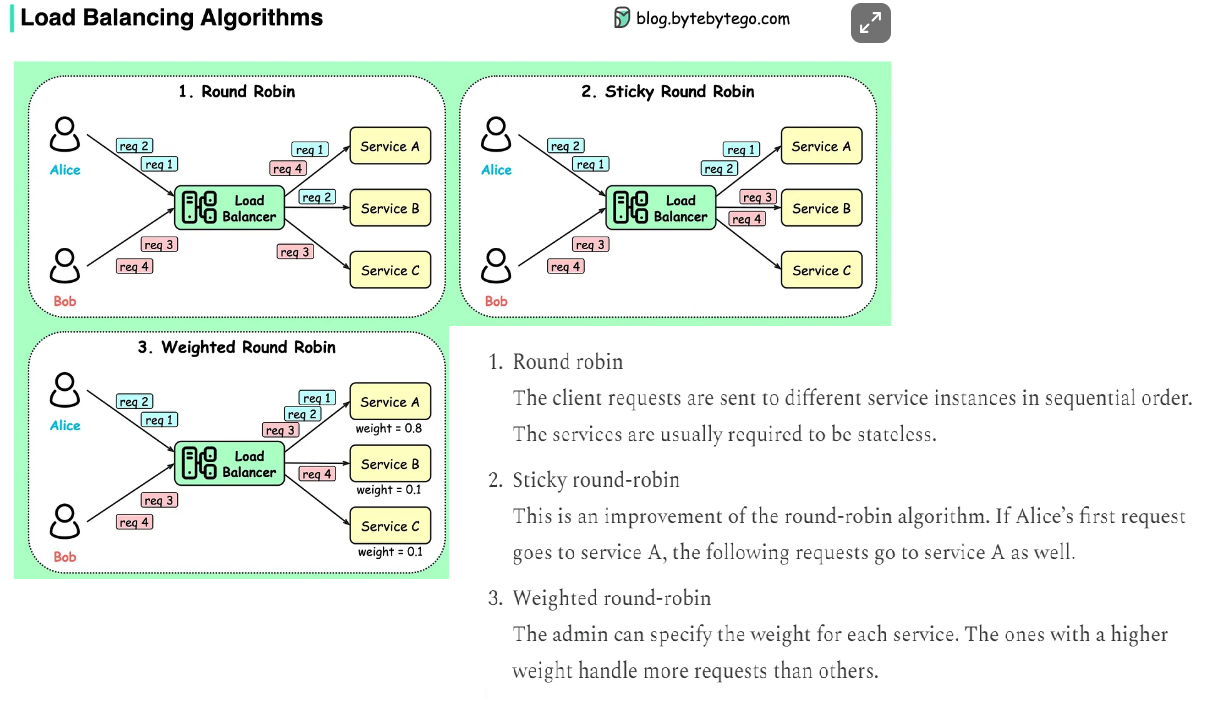 Load Balancing Algorithms
blog.bytebytego.com
1. Round Robin
Alice
req 2
req 1
Bob
req 3
req 4
Load
Balancer
req 1
req 4
req 2
req 3
Service A
Service B
Service C
2. Sticky Round Robin
Alice
req 2
req 1
Bob
req 3
req 4
Load
Balancer
req 1
req 2
req 3
req 4
Service A
Service B
Service C
3. Weighted Round Robin
Alice
req 2
req 1
Bob
req 3
req 4
Load
Balancer
req 1
req 2
req 3
req 4
Service A
weight = 0.8
Service B
weight = 0.1
Service C
weight = 0.1
1. Round robin
The client requests are sent to different service instances in sequential order.
The services are usually required to be stateless.
2. Sticky round-robin
This is an improvement of the round-robin algorithm. If Alice’s first request
goes to service A, the following requests go to service A as well.
3. Weighted round-robin
The admin can specify the weight for each service. The ones with a higher
weight handle more requests than others.